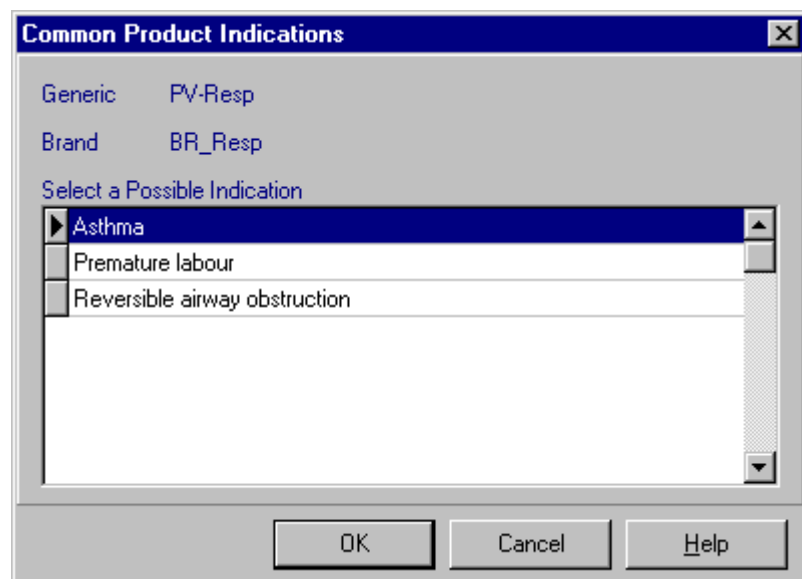 Common Product Indications
Generic PV-Resp
Brand BR_Resp
Select a Possible Indication
Asthma
Premature labour
Reversible airway obstruction
OK Cancel Help